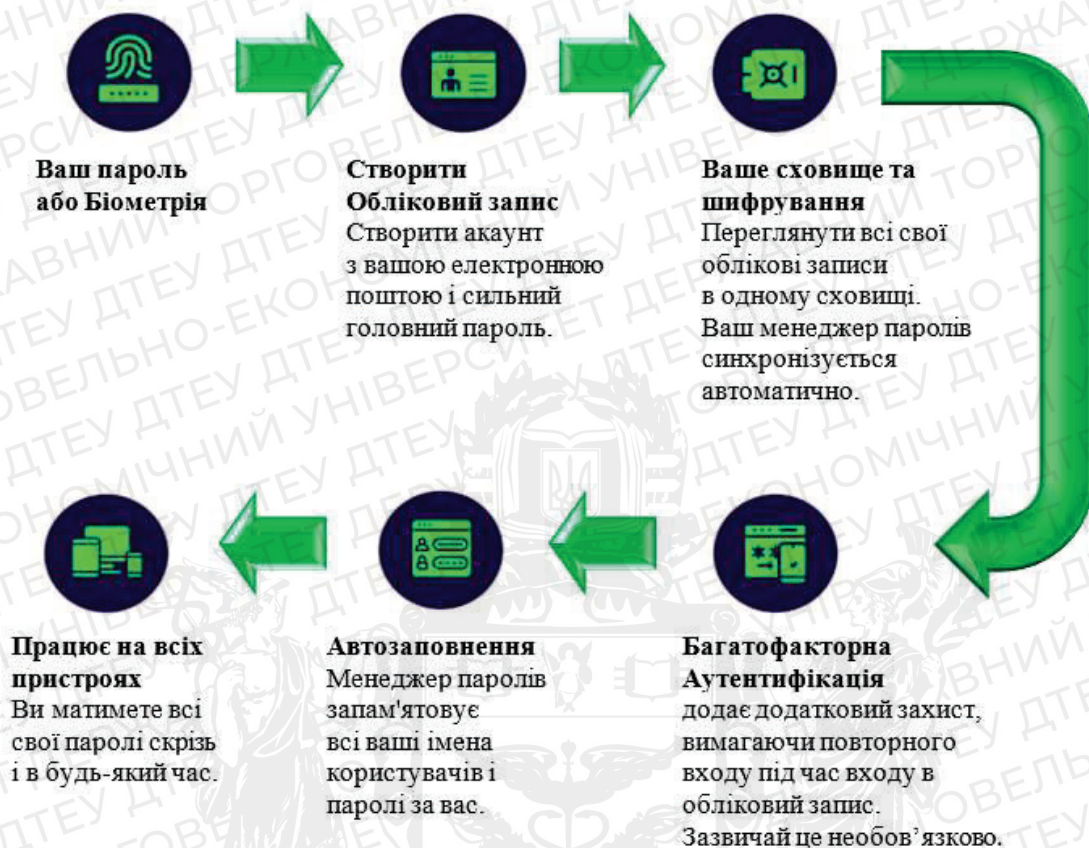 Ваш пароль
або Біометрія
Створити
Обліковий запис
Створити акаунт
з вашою електронною
поштою і сильний
головний пароль.
Ваше сховище та
шифрування
Переглянути всі свої
облікові записи
в одному сховищі.
Ваш менеджер паролів
синхронізується
автоматично.
Багатофакторна
Аутентифікація
додає додатковий захист,
вимагаючи повторного
входу під час входу в
обліковий запис.
Зазвичай це необов’язково.
Автозаповнення
Менеджер паролів
запам'ятовує
всі ваші імена
користувачів і
паролі за вас.
Працює на всіх
пристроях
Ви матимете всі
свої паролі скрізь
і в будь-який час.